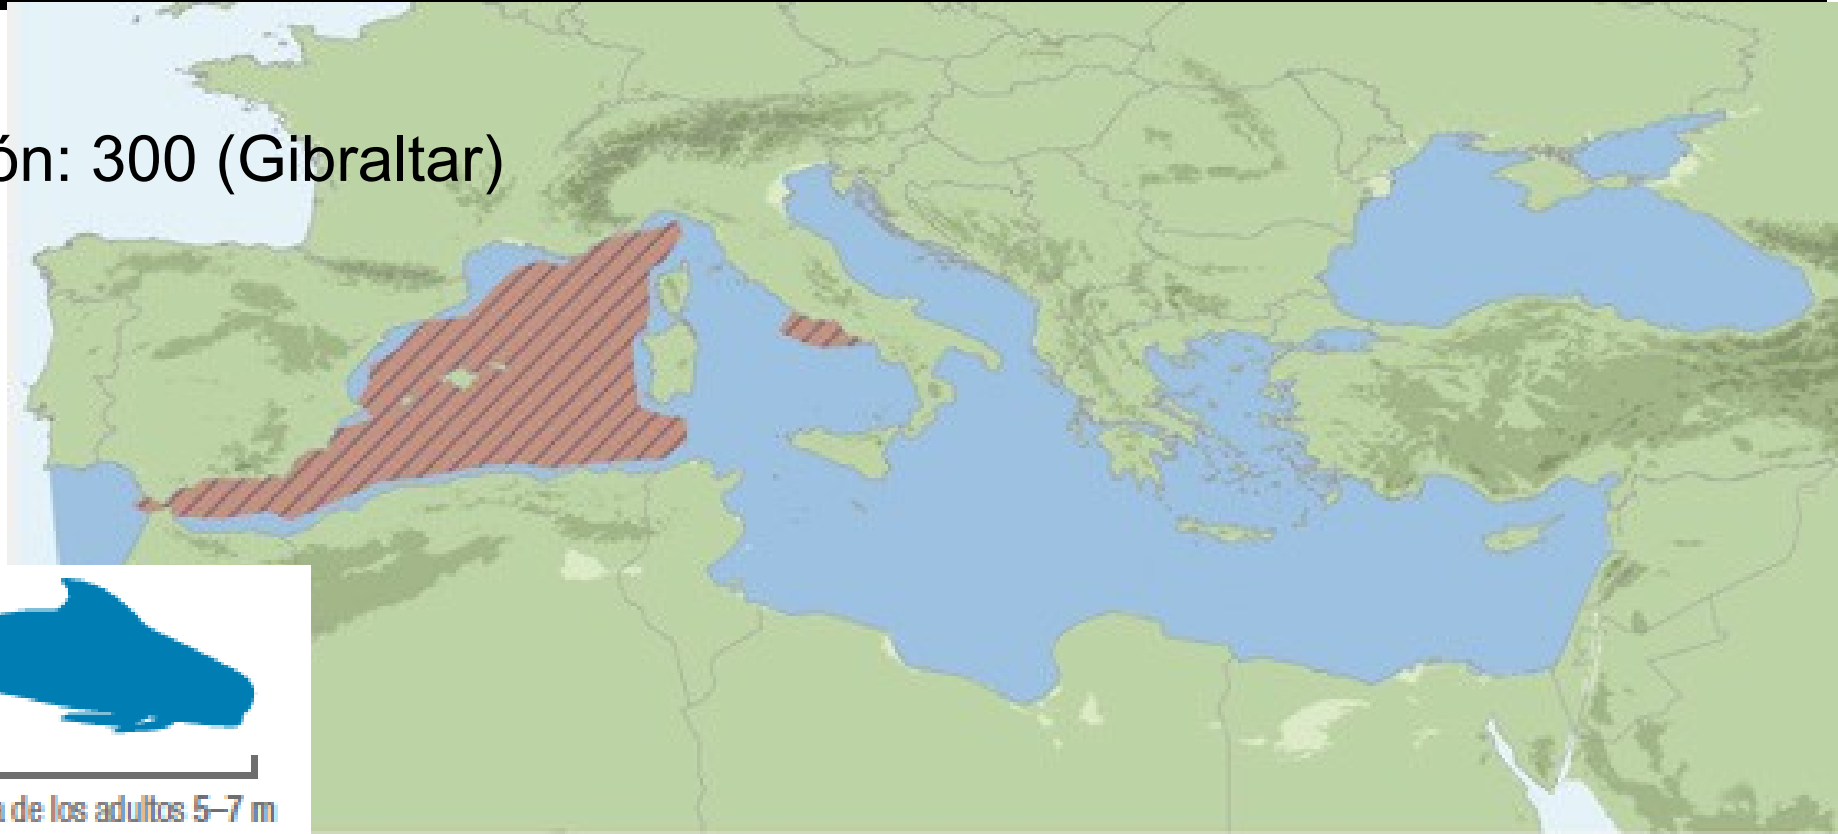 ón: 300 (Gibraltar)
a de los adultos 5–7 m